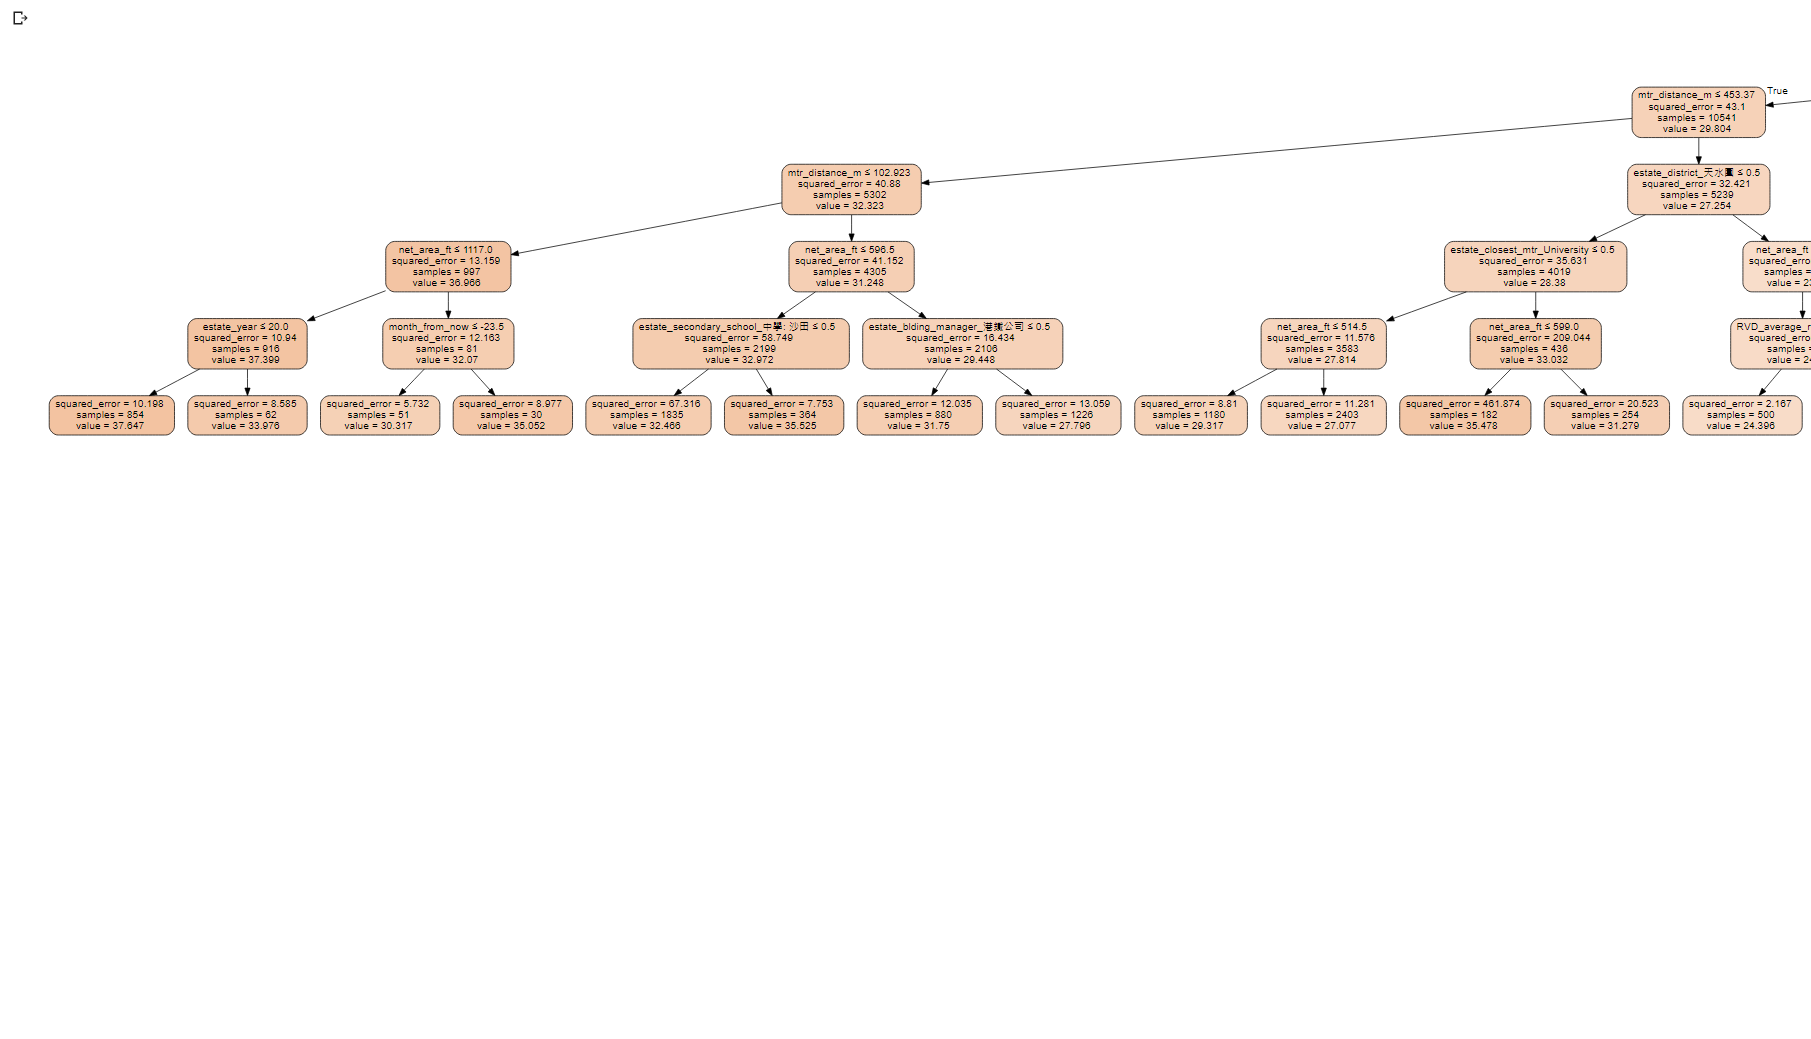 True
mtr_distance_m ≤ 453.37
squared_error = 43.1
samples = 10541
value = 29.804
mtr_distance_m ≤ 102.923
squared_error = 40.88
samples = 5302
value = 32.323
estate_district_天水圍 ≤ 0.5
squared_error = 32.421
samples = 5239
value = 27.254
net_area_ft ≤ 1117.0
squared_error = 13.159
samples = 997
value = 36.966
net_area_ft ≤ 596.5
squared_error = 41.152
samples = 4305
value = 31.248
estate_closest_mtr_University ≤ 0.5
squared_error = 35.631
samples = 4019
value = 28.38
net_area_ft
squared_erro
samples =
value = 23
estate_year ≤ 20.0
squared_error = 10.94
samples = 916
value = 37.399
month_from_now ≤ -23.5
squared_error = 12.163
samples = 81
value = 32.07
estate_secondary_school_中學: 沙田 ≤ 0.5
squared_error = 58.749
samples = 2199
value = 32.972
estate_blding_manager_港鐵公司 ≤ 0.5
squared_error = 16.434
samples = 2106
value = 29.448
net_area_ft ≤ 514.5
squared_error = 11.576
samples = 3583
value = 27.814
net_area_ft ≤ 599.0
squared_error = 209.044
samples = 436
value = 33.032
RVD_average_
squared_erro
samples =
value = 24
squared_error = 10.198
samples = 854
value = 37.647
squared_error = 8.585
samples = 62
value = 33.976
squared_error = 5.732
samples = 51
value = 30.317
squared_error = 8.977
samples = 30
value = 35.052
squared_error = 67.316
samples = 1835
value = 32.466
squared_error = 7.753
samples = 364
value = 35.525
squared_error = 12.035
samples = 880
value = 31.75
squared_error = 13.059
samples = 1226
value = 27.796
squared_error = 8.81
samples = 1180
value = 29.317
squared_error = 11.281
samples = 2403
value = 27.077
squared_error = 461.874
samples = 182
value = 35.478
squared_error = 20.523
samples = 254
value = 31.279
squared_error = 2.167
samples = 500
value = 24.396